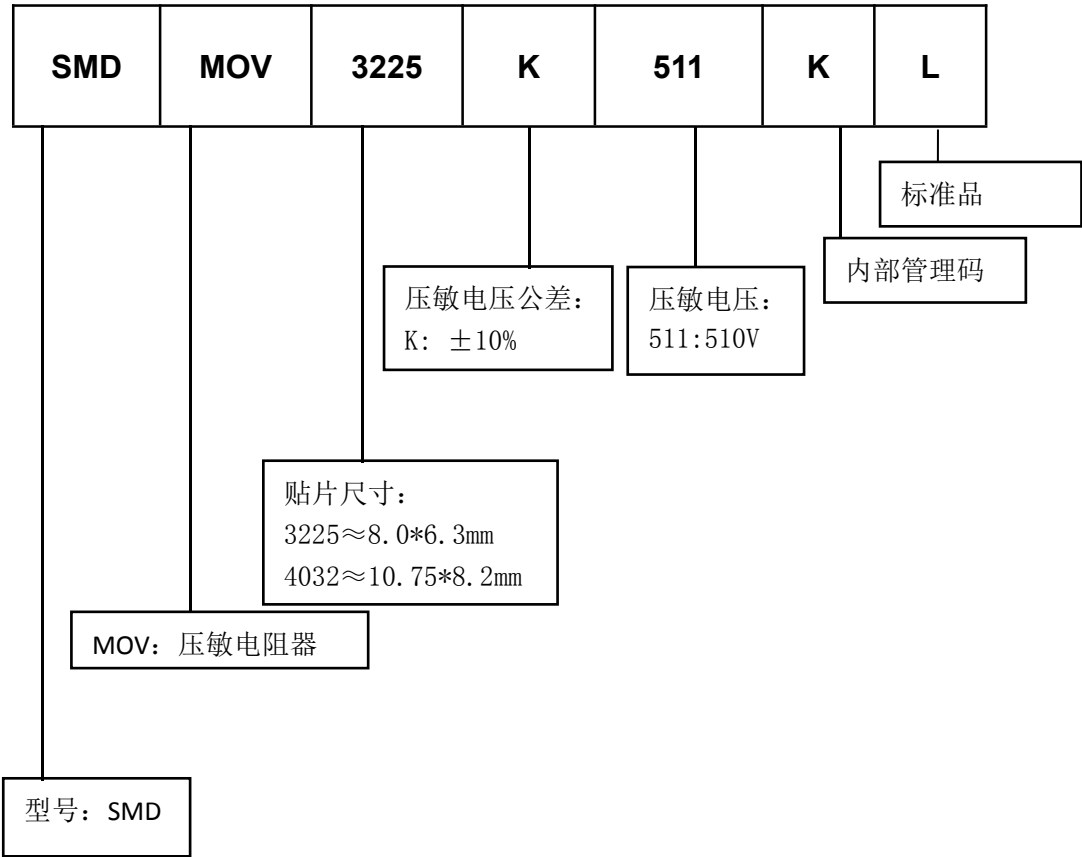 SMD MOV 3225 K 511 K L
标准品
内部管理码
压敏电压公差：
K: ±10%
压敏电压：
511:510V
贴片尺寸：
3225≈8.0*6.3mm
4032≈10.75*8.2mm
MOV：压敏电阻器
型号：SMD